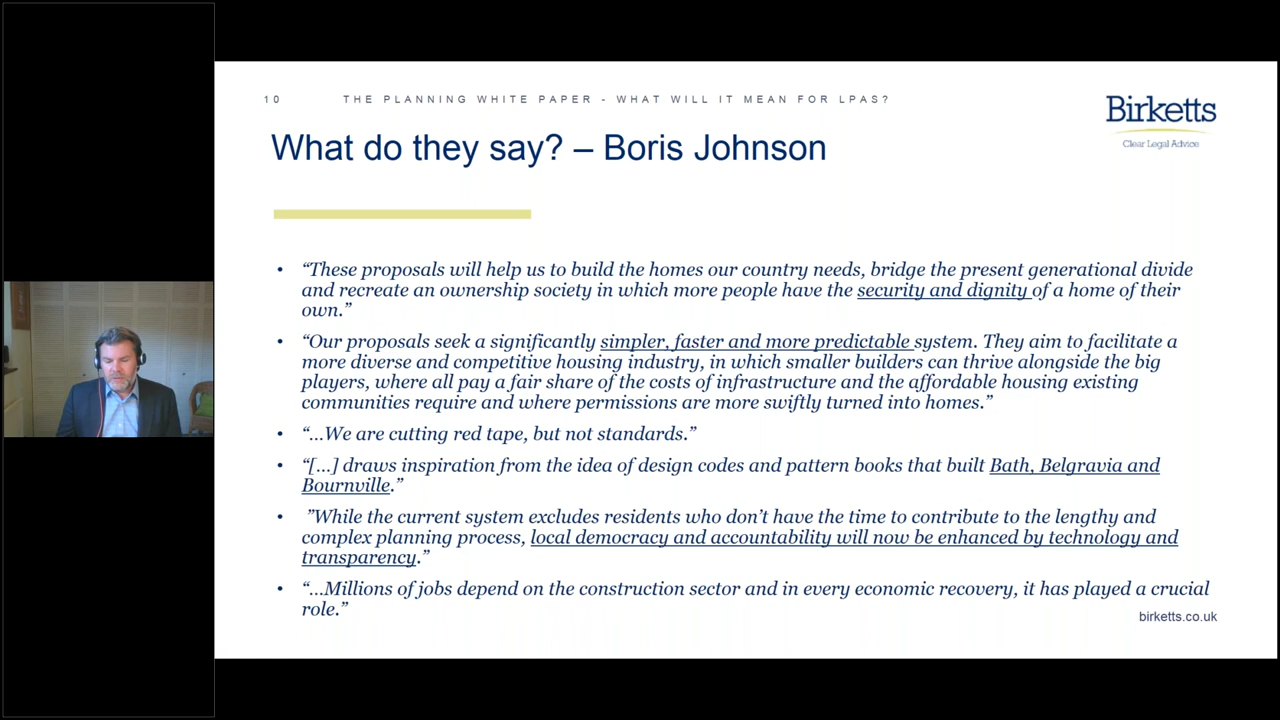 10 THE PLANNING WHITE PAPER - WHAT WILL IT MEAN FOR LPAS?
Birketts
Clear Legal Advice
What do they say? – Boris Johnson
• “These proposals will help us to build the homes our country needs, bridge the present generational divide
and recreate an ownership society in which more people have the security and dignity of a home of their
own.”
• “Our proposals seek a significantly simpler, faster and more predictable system. They aim to facilitate a
more diverse and competitive housing industry, in which smaller builders can thrive alongside the big
players, where all pay a fair share of the costs of infrastructure and the affordable housing existing
communities require and where permissions are more swiftly turned into homes.”
• “…We are cutting red tape, but not standards.”
• “[…] draws inspiration from the idea of design codes and pattern books that built Bath, Belgravia and
Bournville.”
• ”While the current system excludes residents who don’t have the time to contribute to the lengthy and
complex planning process, local democracy and accountability will now be enhanced by technology and
transparency.”
• “…Millions of jobs depend on the construction sector and in every economic recovery, it has played a crucial
role.”
birketts.co.uk